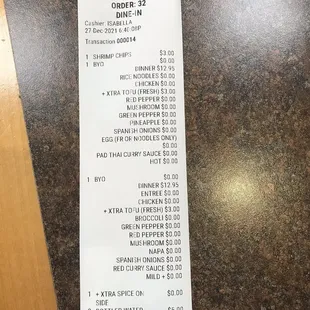 ORDER: 32
DINE-IN
Cashier: ISABELLA
27-Dec-2021 6:40:08P
Transaction 000014
1 SHRIMP CHIPS $3.00
1 BYO $0.00
DINNER $12.95
RICE NOODLES $0.00
CHICKEN $0.00
+ XTRA TOFU (FRESH) $3.00
RED PEPPER $0.00
MUSHROOM $0.00
GREEN PEPPER $0.00
PINEAPPLE $0.00
SPANISH ONIONS $0.00
EGG (FR OR NOODLES ONLY)
$0.00
PAD THAI CURRY SAUCE $0.00
HOT $0.00
1 BYO $0.00
DINNER $12.95
ENTREE $0.00
CHICKEN $0.00
+ XTRA TOFU (FRESH) $3.00
BROCCOLI $0.00
GREEN PEPPER $0.00
RED PEPPER $0.00
MUSHROOM $0.00
NAPA $0.00
SPANISH ONIONS $0.00
RED CURRY SAUCE $0.00
MILD + $0.00
1 + XTRA SPICE ON $0.00
SIDE
BOTTLED WATER